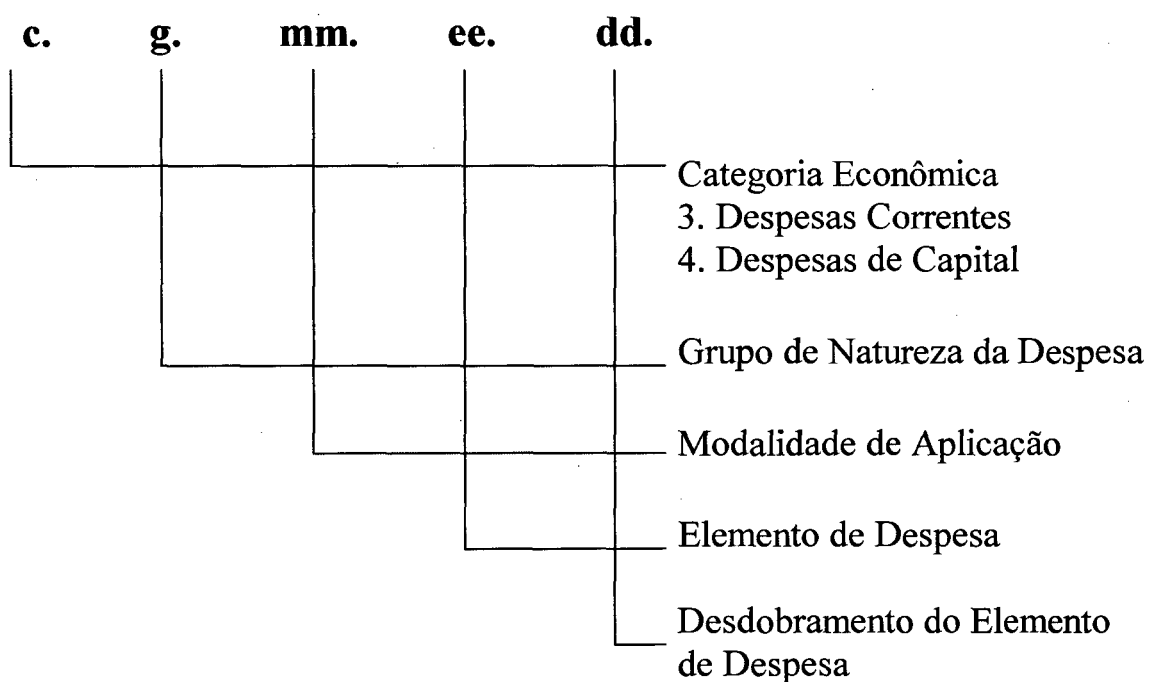 c. g. mm. ee. dd.
Categoria Econômica
3. Despesas Correntes
4. Despesas de Capital
Grupo de Natureza da Despesa
Modalidade de Aplicação
Elemento de Despesa
Desdobramento do Elemento
de Despesa